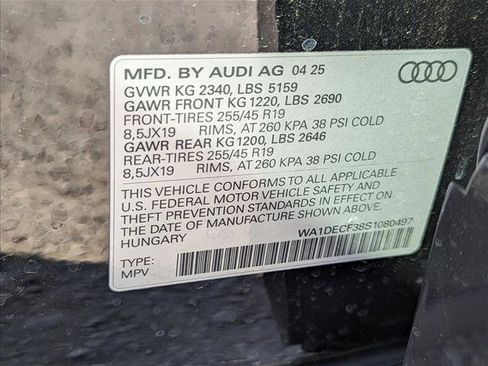 MFD. BY AUDI AG 04 25
GVWR KG 2340, LBS 5159
GAWR FRONT KG 1220, LBS 2690
FRONT-TIRES 255/45 R19
8,5JX19 RIMS, AT 260 KPA 38 PSI COLD
GAWR REAR KG1200, LBS 2646
REAR-TIRES 255/45 R19
8,5JX19 RIMS, AT 260 KPA 38 PSI COLD
THIS VEHICLE CONFORMS TO ALL APPLICABLE
U.S. FEDERAL MOTOR VEHICLE SAFETY, BUMPER, AND
THEFT PREVENTION STANDARDS IN EFFECT ON
THE DATE OF MANUFACTURE SHOWN ABOVE.
HUNGARY
WA1DECF38S1080497
TYPE:
MPV